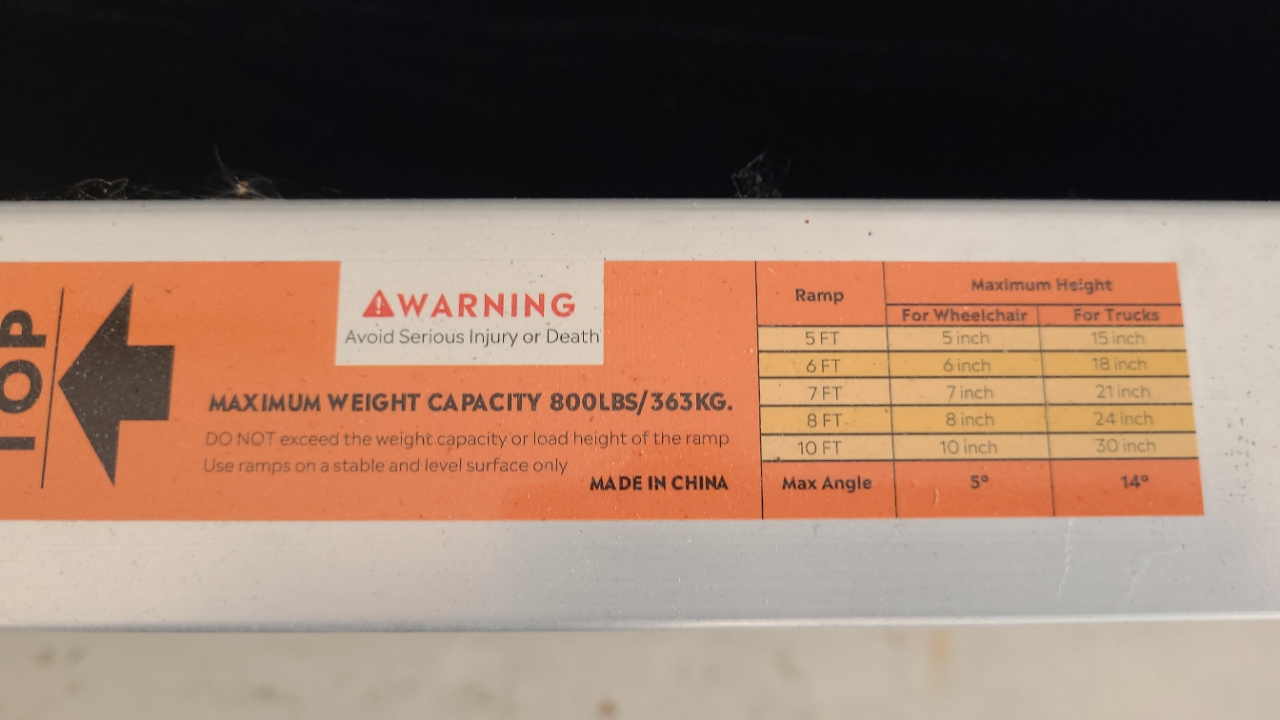 TOP
WARNING
Avoid Serious Injury or Death
MAXIMUM WEIGHT CAPACITY 800LBS/363KG.
DO NOT exceed the weight capacity or load height of the ramp
Use ramps on a stable and level surface only
MADE IN CHINA
Ramp Maximum Height
For Wheelchair For Trucks
5 FT 5 inch 15 inch
6 FT 6 inch 18 inch
7 FT 7 inch 21 inch
8 FT 8 inch 24 inch
10 FT 10 inch 30 inch
Max Angle 5° 14°